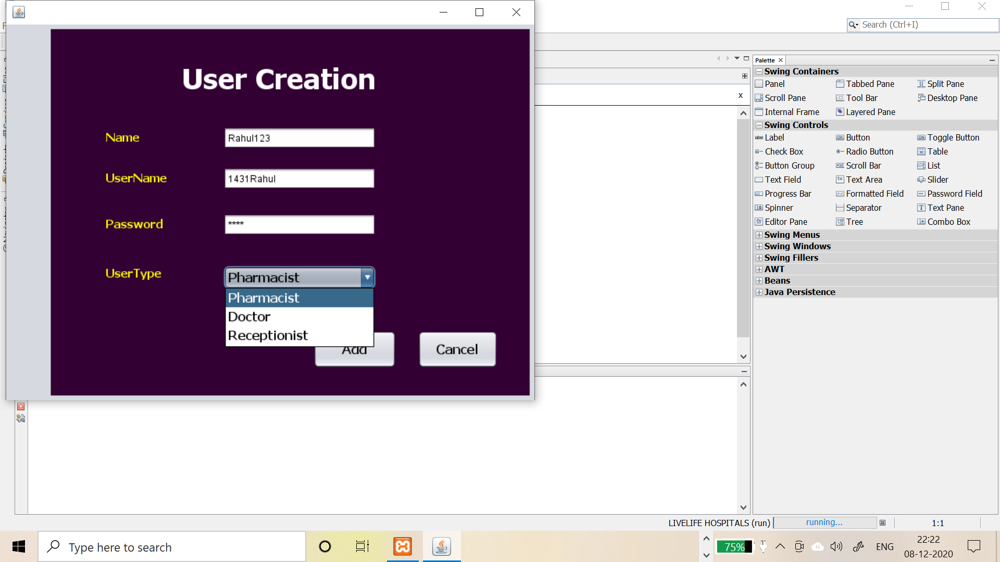 User Creation
Name
Rahul123
UserName
1431Rahul
Password
****
UserType
Pharmacist
Pharmacist
Doctor
Receptionist
Add
Cancel
Search (Ctrl+I)
x
Palette
Swing Containers
Panel Tabbed Pane Split Pane
Scroll Pane Tool Bar Desktop Pane
Internal Frame Layered Pane
Swing Controls
label Label OK Button ON Toggle Button
Check Box Radio Button Table
Button Group Scroll Bar List
Text Field Text Area Slider
Progress Bar Formatted Field Password Field
Spinner Separator Text Pane
Editor Pane Tree Combo Box
Swing Menus
Swing Windows
Swing Fillers
AWT
Beans
Java Persistence
LIVELIFE HOSPITALS (run) running... 1:1
Type here to search
75%
ENG
22:22
08-12-2020